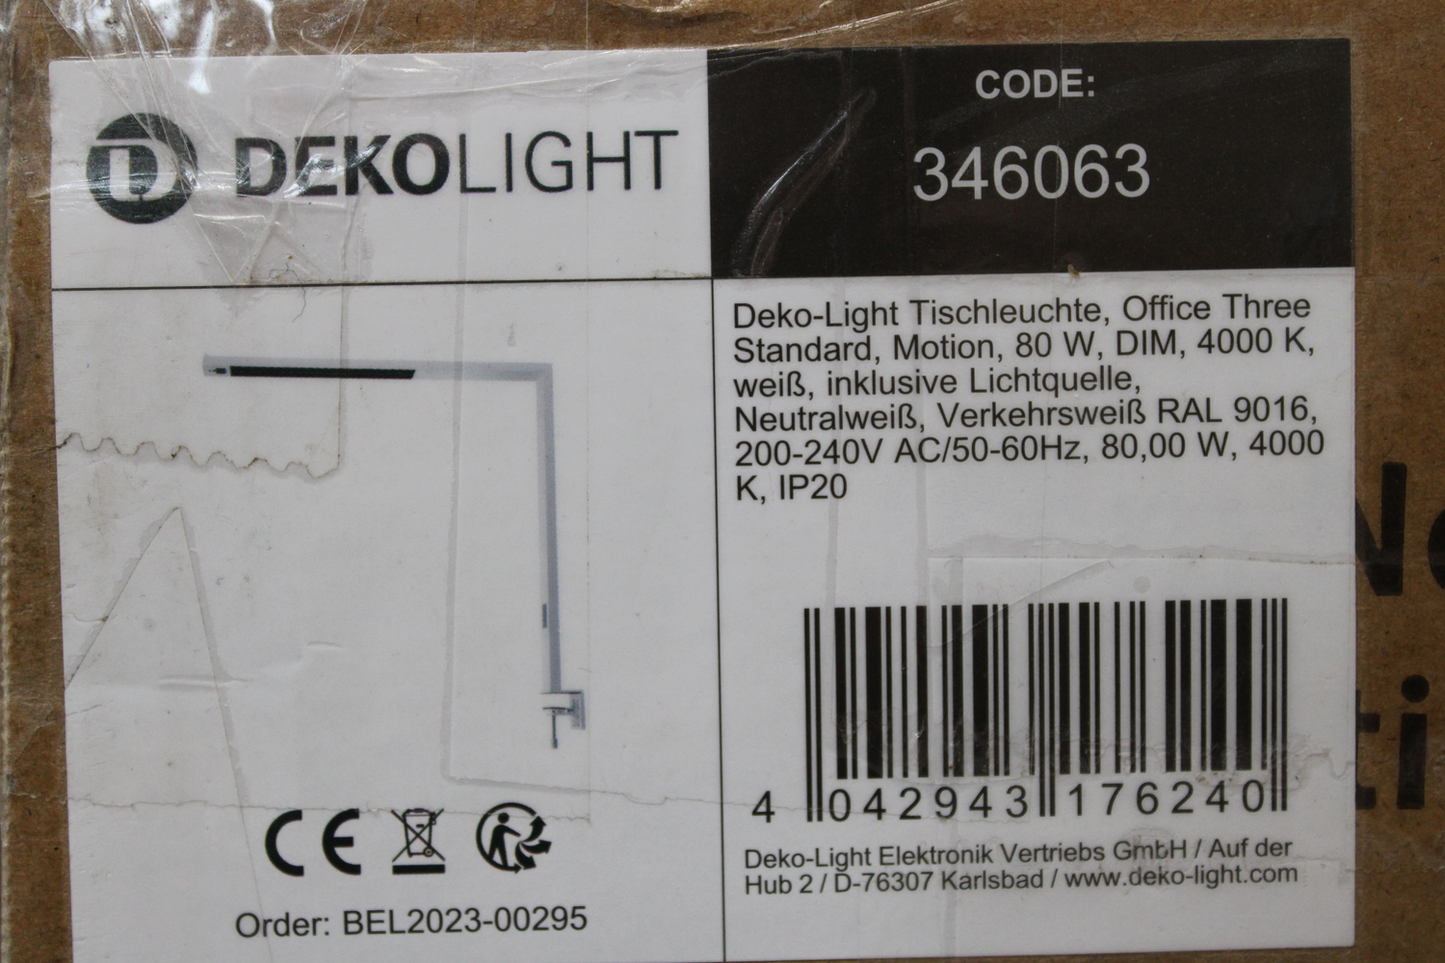 DEKOLIGHT
CODE:
346063
Deko-Light Tischleuchte, Office Three
Standard, Motion, 80 W, DIM, 4000 K,
weiß, inklusive Lichtquelle,
Neutralweiß, Verkehrsweiß RAL 9016,
200-240V AC/50-60Hz, 80,00 W, 4000
K, IP20
4 042943 176240
CE
Order: BEL2023-00295
Deko-Light Elektronik Vertriebs GmbH / Auf der
Hub 2 / D-76307 Karlsbad / www.deko-light.com